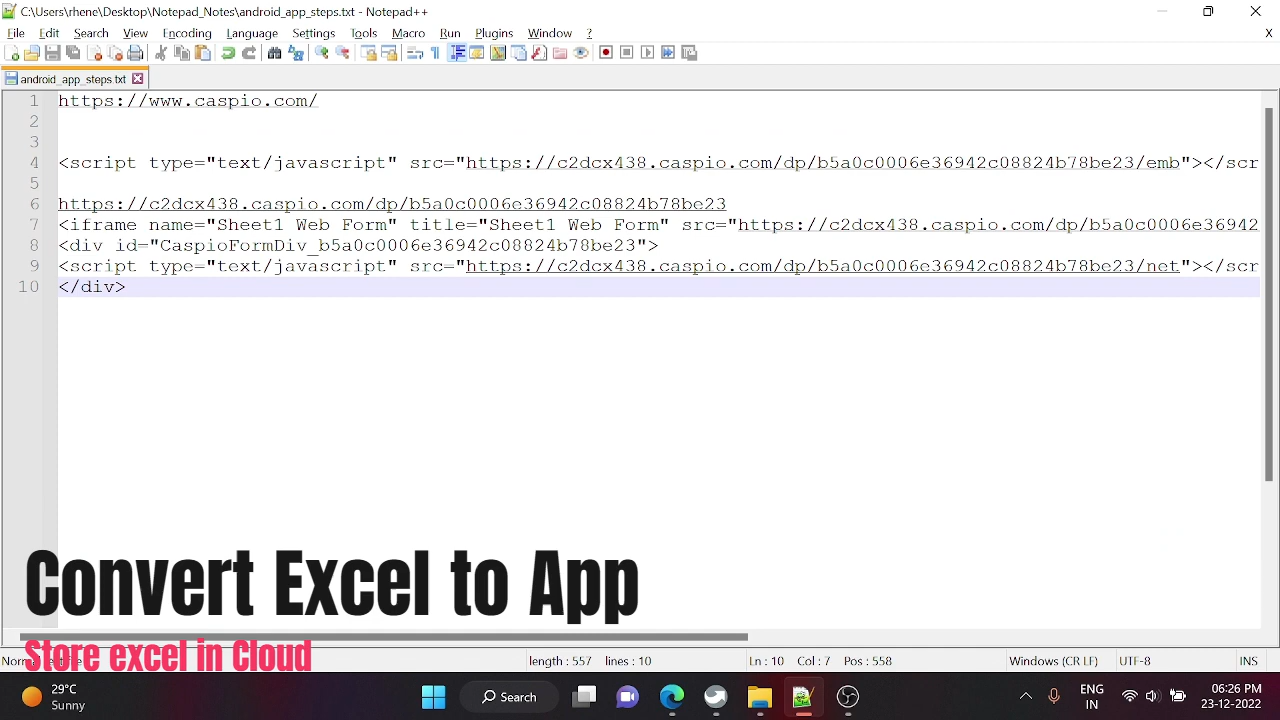 C:\Users\rhene\Desktop\Notepad_Notes\android_app_steps.txt - Notepad++
File Edit Search View Encoding Language Settings Tools Macro Run Plugins Window ? X
android_app_steps.txt
1 https://www.caspio.com/
2
3
4 <script type="text/javascript" src="https://c2dcx438.caspio.com/dp/b5a0c0006e36942c08824b78be23/emb"></scr
5
6 https://c2dcx438.caspio.com/dp/b5a0c0006e36942c08824b78be23
7 <iframe name="Sheet1 Web Form" title="Sheet1 Web Form" src="https://c2dcx438.caspio.com/dp/b5a0c0006e36942
8 <div id="CaspioFormDiv_b5a0c0006e36942c08824b78be23">
9 <script type="text/javascript" src="https://c2dcx438.caspio.com/dp/b5a0c0006e36942c08824b78be23/net"></scr
10 </div>
Convert Excel to App
Store excel in Cloud
length : 557 lines : 10 Ln : 10 Col : 7 Pos : 558 Windows (CR LF) UTF-8 INS
29°C
Sunny
Search
ENG
IN
06:26 PM
23-12-2022